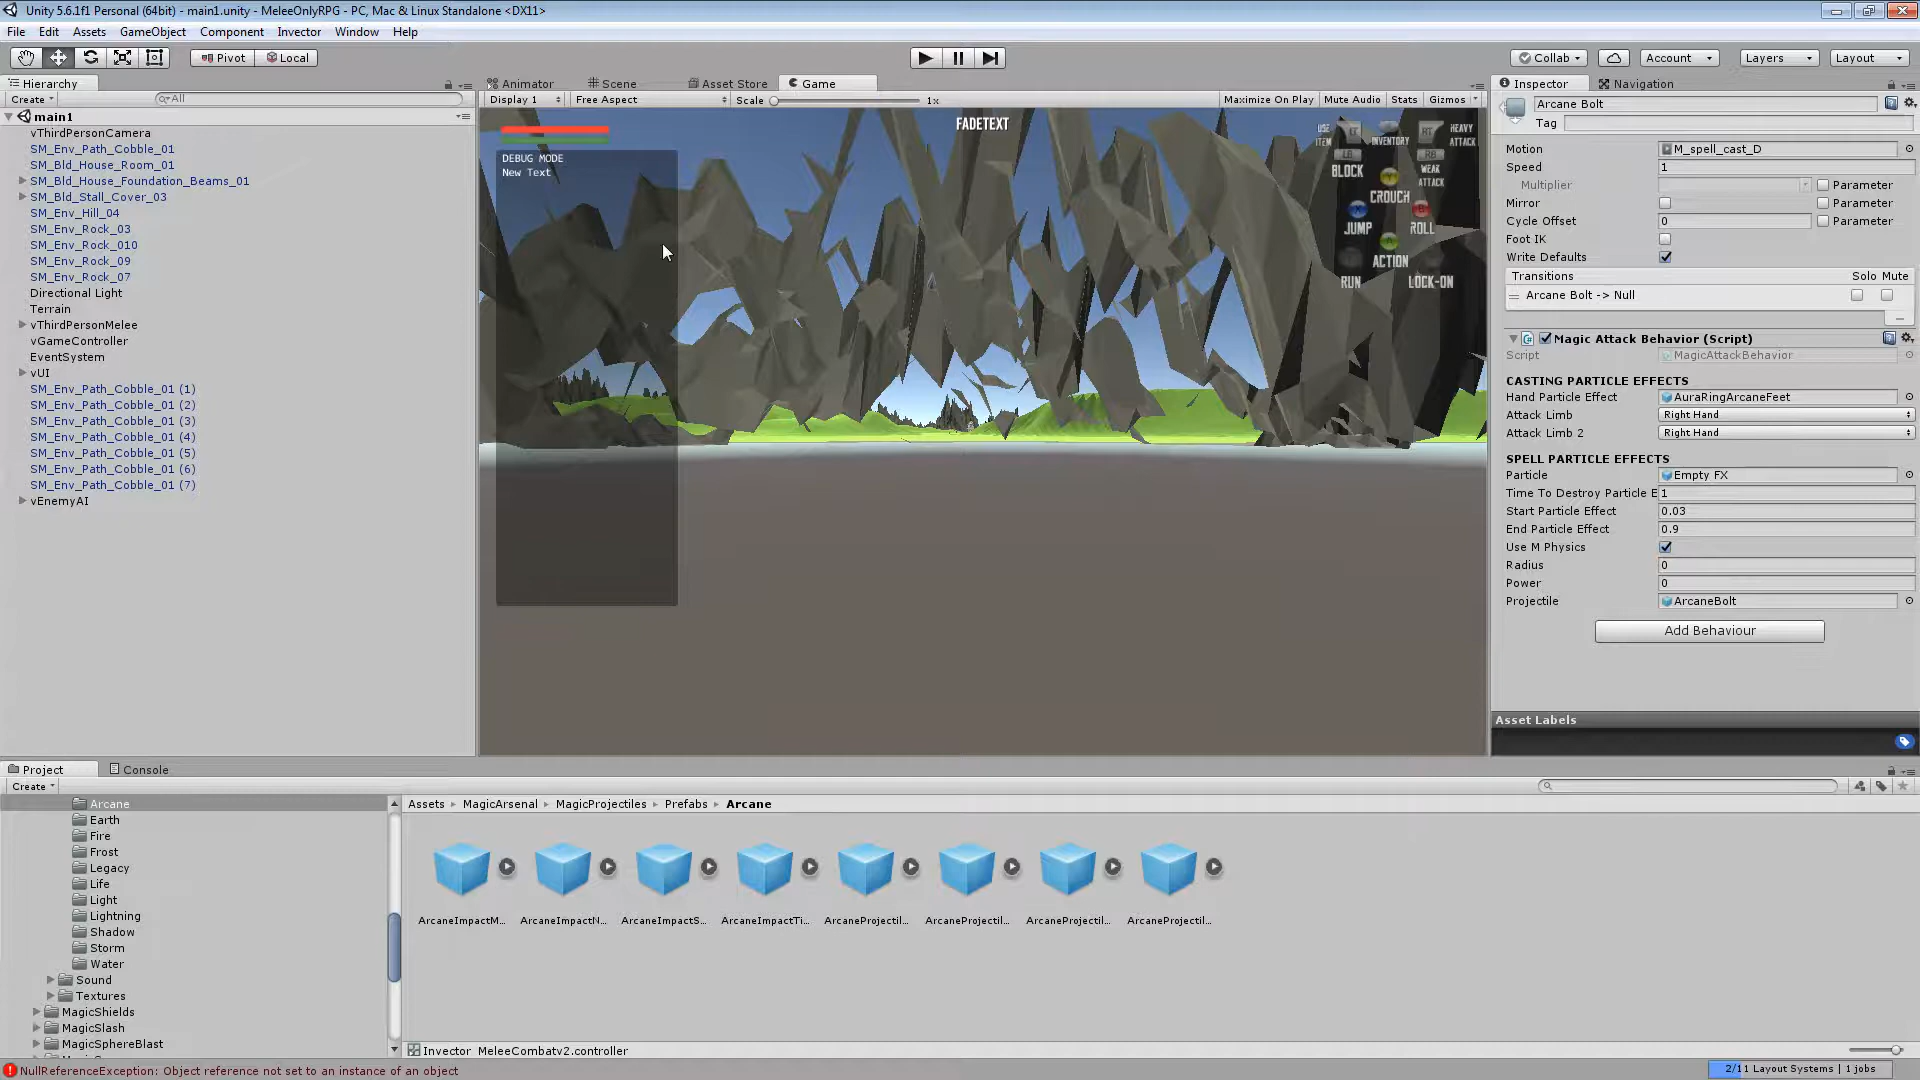 Unity 5.6.1f1 Personal (64bit) - main1.unity - MeleeOnlyRPG - PC, Mac & Linux Standalone <DX11>
File Edit Assets GameObject Component Invector Window Help
Pivot Local Collab Account Layers Layout
Hierarchy
Create All
main1
vThirdPersonCamera
SM_Env_Path_Cobble_01
SM_Bld_House_Room_01
SM_Bld_House_Foundation_Beams_01
SM_Bld_Stall_Cover_03
SM_Env_Hill_04
SM_Env_Rock_03
SM_Env_Rock_010
SM_Env_Rock_09
SM_Env_Rock_07
Directional Light
Terrain
vThirdPersonMelee
vGameController
EventSystem
vUI
SM_Env_Path_Cobble_01 (1)
SM_Env_Path_Cobble_01 (2)
SM_Env_Path_Cobble_01 (3)
SM_Env_Path_Cobble_01 (4)
SM_Env_Path_Cobble_01 (5)
SM_Env_Path_Cobble_01 (6)
SM_Env_Path_Cobble_01 (7)
vEnemyAI
Animator Scene Asset Store Game
Display 1 Free Aspect Scale 1x Maximize On Play Mute Audio Stats Gizmos
FADETEXT
DEBUG MODE
New Text
USE ITEM LT INVENTORY RT HEAVY ATTACK
LB RB
BLOCK WEAK ATTACK
Y
CROUCH
X B
JUMP ROLL
A
ACTION
RUN LOCK-ON
Inspector Navigation
Arcane Bolt
Tag
Motion M_spell_cast_D
Speed 1
Multiplier Parameter
Mirror Parameter
Cycle Offset 0 Parameter
Foot IK
Write Defaults
Transitions Solo Mute
Arcane Bolt -> Null
Magic Attack Behavior (Script)
Script MagicAttackBehavior
CASTING PARTICLE EFFECTS
Hand Particle Effect AuraRingArcaneFeet
Attack Limb Right Hand
Attack Limb 2 Right Hand
SPELL PARTICLE EFFECTS
Particle Empty FX
Time To Destroy Particle E 1
Start Particle Effect 0.03
End Particle Effect 0.9
Use M Physics
Radius 0
Power 0
Projectile ArcaneBolt
Add Behaviour
Asset Labels
Project Console
Create
Arcane
Earth
Fire
Frost
Legacy
Life
Light
Lightning
Shadow
Storm
Water
Sound
Textures
MagicShields
MagicSlash
MagicSphereBlast
Assets MagicArsenal MagicProjectiles Prefabs Arcane
ArcaneImpactM... ArcaneImpactN... ArcaneImpactS... ArcaneImpactTi... ArcaneProjectil... ArcaneProjectil... ArcaneProjectil... ArcaneProjectil...
Invector_MeleeCombatv2.controller
NullReferenceException: Object reference not set to an instance of an object
2/11 Layout Systems | 1 jobs